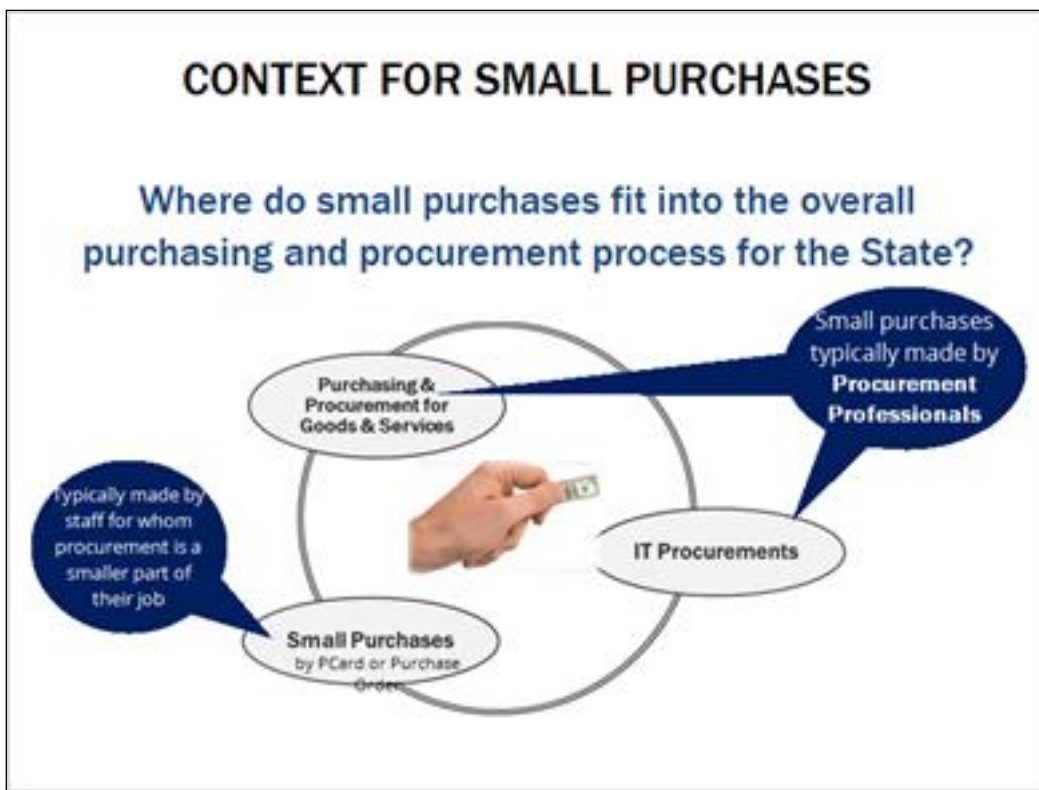 CONTEXT FOR SMALL PURCHASES
Where do small purchases fit into the overall
purchasing and procurement process for the State?
Small purchases
typically made by
Procurement
Professionals
Purchasing &
Procurement for
Goods & Services
Typically made by
staff for whom
procurement is a
smaller part of
their job
IT Procurements
Small Purchases
by PCard or Purchase
Order